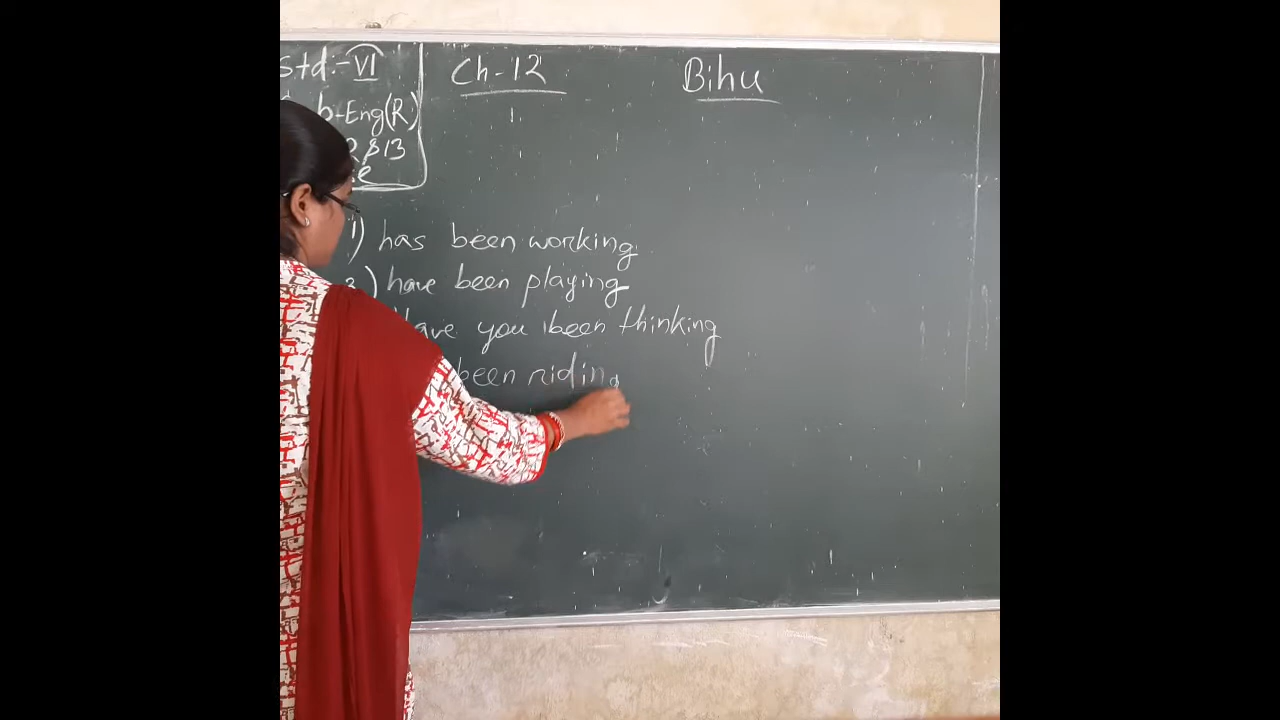 Std:- VI
Ch-12
Bihu
b-Eng(R)
& 13
1) has been working
) have been playing
have you been thinking
been riding